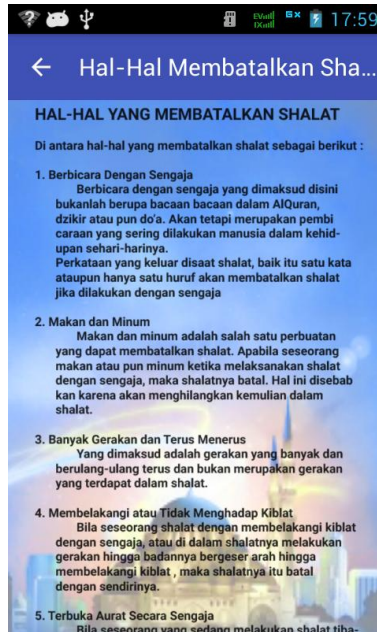 17:59
Hal-Hal Membatalkan Sha...
HAL-HAL YANG MEMBATALKAN SHALAT
Di antara hal-hal yang membatalkan shalat sebagai berikut :
1. Berbicara Dengan Sengaja
Berbicara dengan sengaja yang dimaksud disini
bukanlah berupa bacaan bacaan dalam AlQuran,
dzikir atau pun do'a. Akan tetapi merupakan pembi
caraan yang sering dilakukan manusia dalam kehid-
upan sehari-harinya.
Perkataan yang keluar disaat shalat, baik itu satu kata
ataupun hanya satu huruf akan membatalkan shalat
jika dilakukan dengan sengaja
2. Makan dan Minum
Makan dan minum adalah salah satu perbuatan
yang dapat membatalkan shalat. Apabila seseorang
makan atau pun minum ketika melaksanakan shalat
dengan sengaja, maka shalatnya batal. Hal ini disebab
kan karena akan menghilangkan kemulian dalam
shalat.
3. Banyak Gerakan dan Terus Menerus
Yang dimaksud adalah gerakan yang banyak dan
berulang-ulang terus dan bukan merupakan gerakan
yang terdapat dalam shalat.
4. Membelakangi atau Tidak Menghadap Kiblat
Bila seseorang shalat dengan membelakangi kiblat
dengan sengaja, atau di dalam shalatnya melakukan
gerakan hingga badannya bergeser arah hingga
membelakangi kiblat , maka shalatnya itu batal
dengan sendirinya.
5. Terbuka Aurat Secara Sengaja
Bila seseorang yang sedang melakukan shalat tiba-